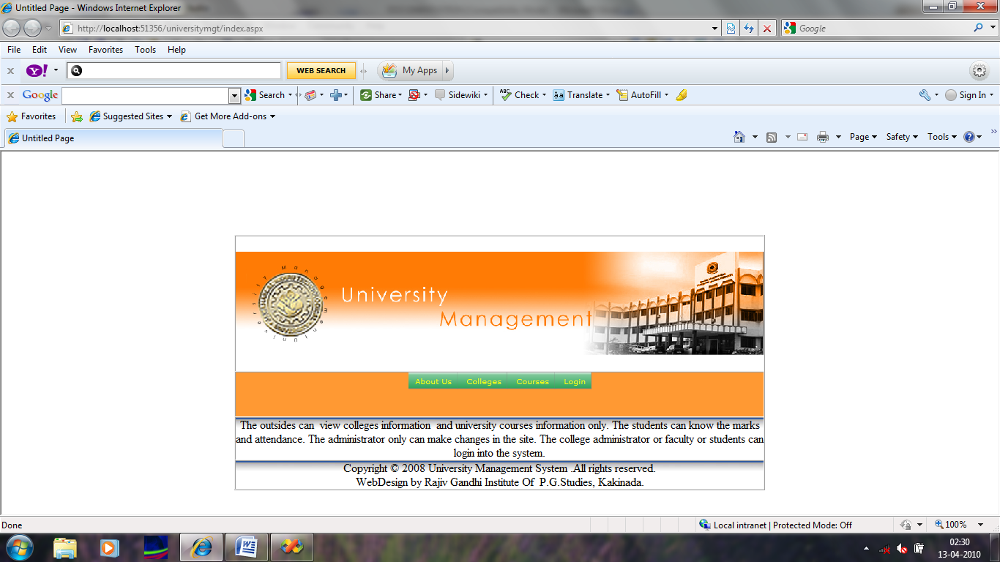 Untitled Page - Windows Internet Explorer
http://localhost:51356/universitymgt/index.aspx
Google
File Edit View Favorites Tools Help
x Y! WEB SEARCH My Apps
x Google Search Share Sidewiki ABC Check Translate AutoFill Sign In
Favorites Suggested Sites Get More Add-ons
Untitled Page
Page Safety Tools
University Management
University
Management
About Us Colleges Courses Login
The outsides can view colleges information and university courses information only. The students can know the marks
and attendance. The administrator only can make changes in the site. The college administrator or faculty or students can
login into the system.
Copyright © 2008 University Management System .All rights reserved.
WebDesign by Rajiv Gandhi Institute Of P.G.Studies, Kakinada.
Done
Local intranet | Protected Mode: Off
100%
02:30
13-04-2010